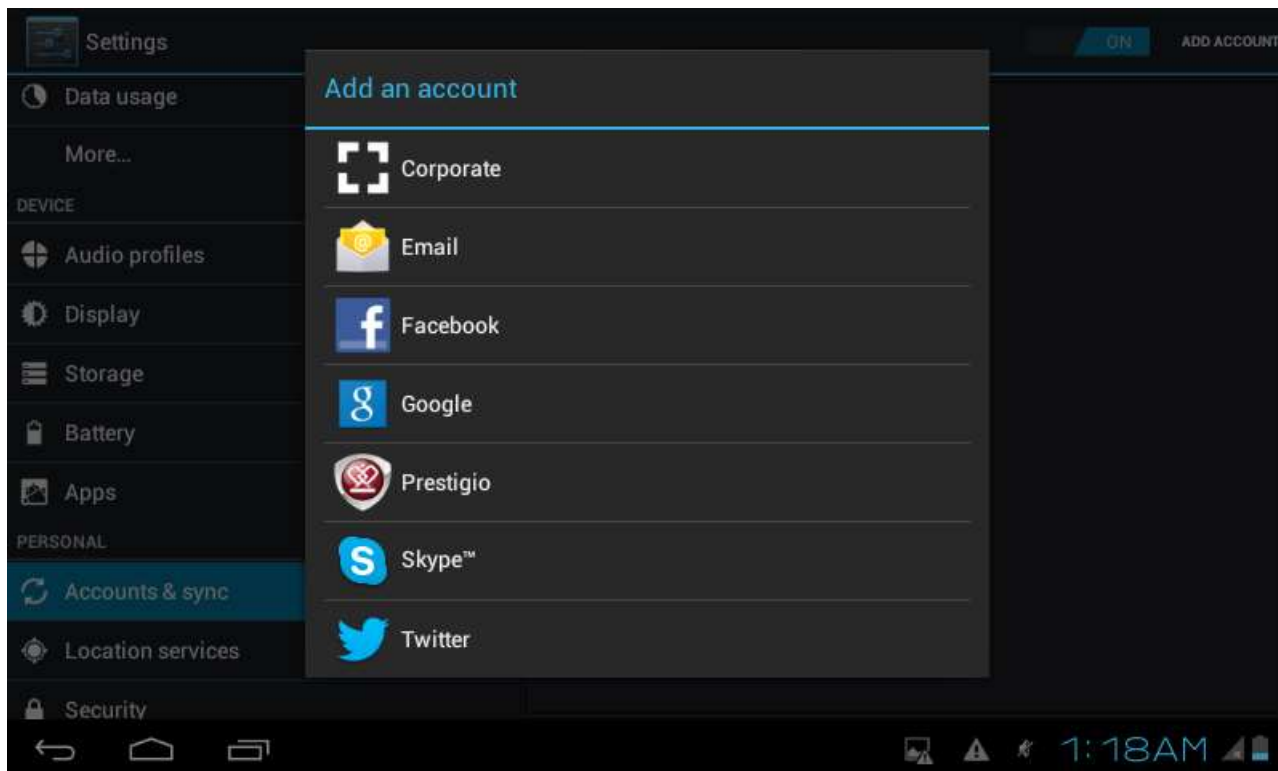 Settings
ON
ADD ACCOUNT
Data usage
More...
DEVICE
Audio profiles
Display
Storage
Battery
Apps
PERSONAL
Accounts & sync
Location services
Security
Add an account
Corporate
Email
Facebook
Google
Prestigio
Skype™
Twitter
1:18AM